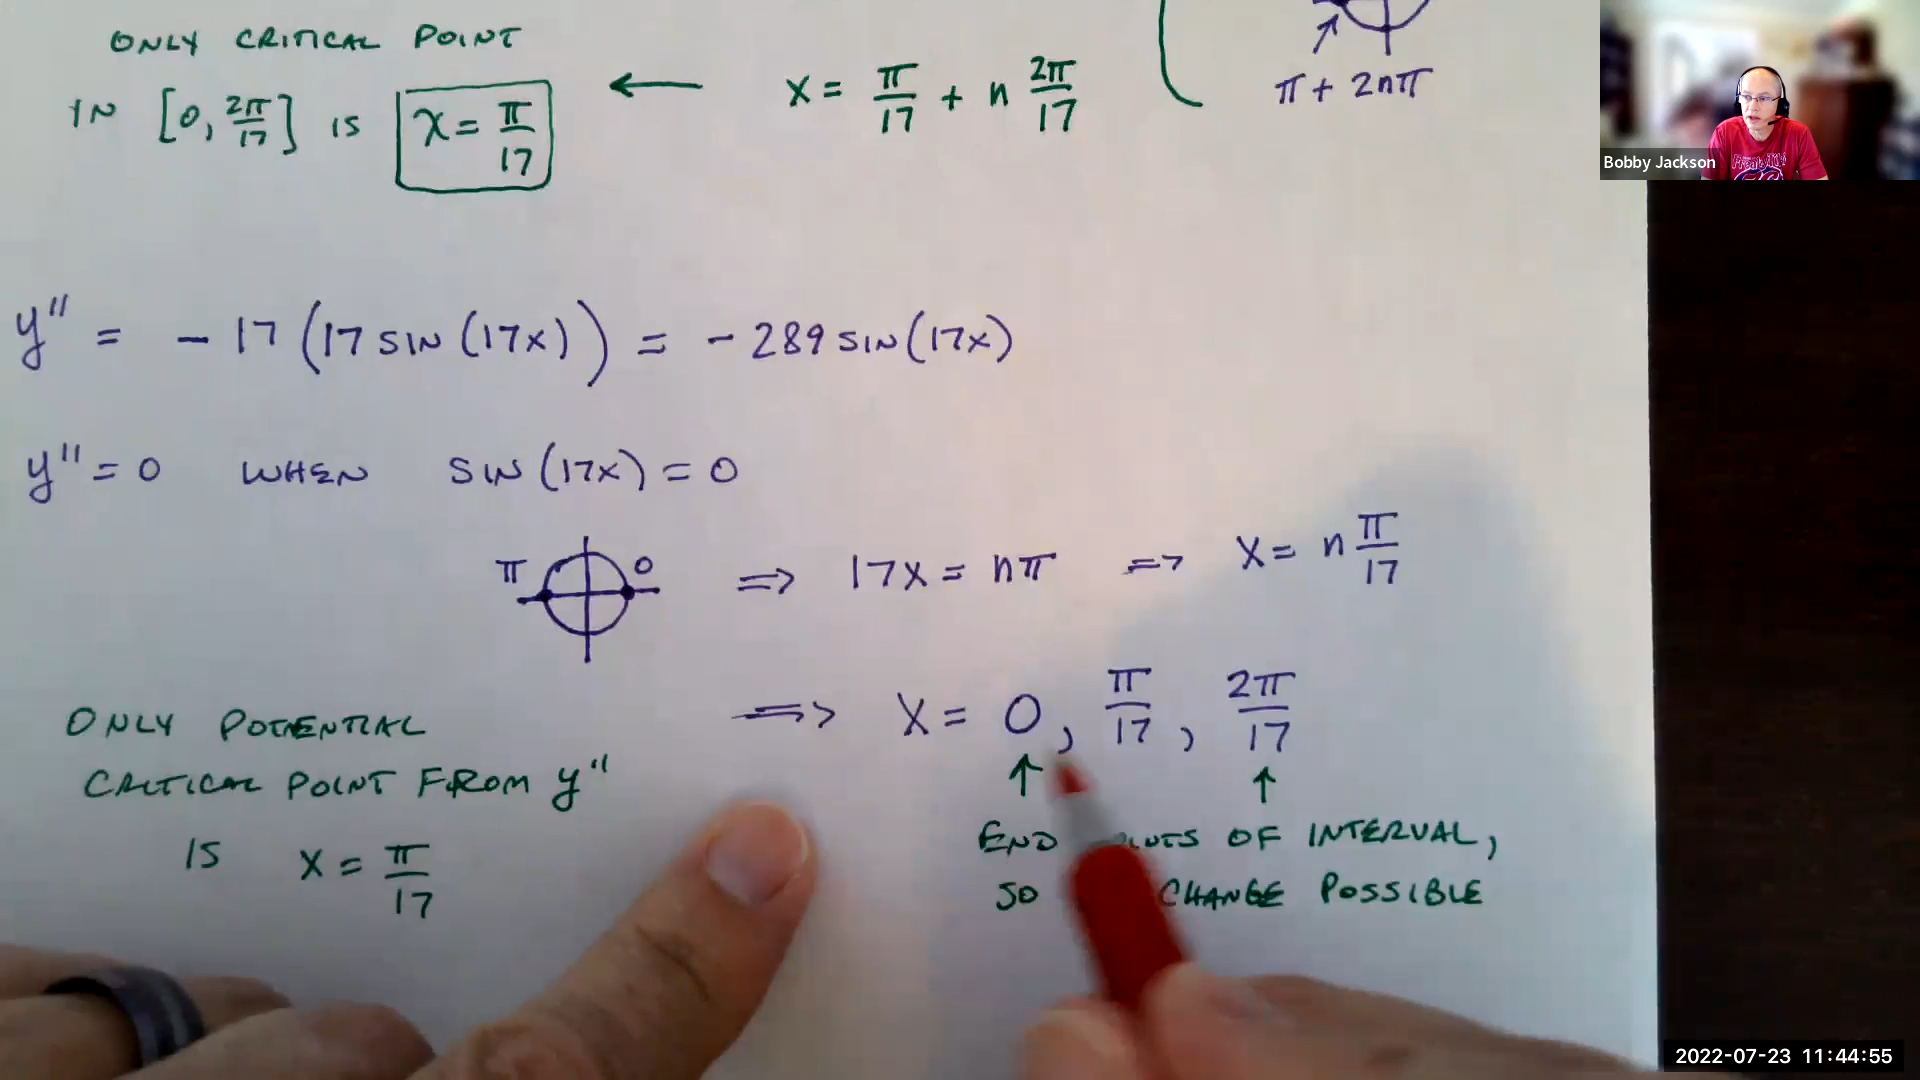 ONLY CRITICAL POINT
IN [0, 2π/17] IS x = π/17 ← x = π/17 + n 2π/17
π + 2nπ
Bobby Jackson
y'' = -17(17 SIN(17x)) = -289 SIN(17x)
y'' = 0 WHEN SIN(17x) = 0
π 0 => 17x = nπ => x = n π/17
=> x = 0, π/17, 2π/17
ONLY POTENTIAL
CRITICAL POINT FROM y''
IS x = π/17
↑ ↑
END OF INTERVAL,
SO CHANGE POSSIBLE
2022-07-23 11:44:55